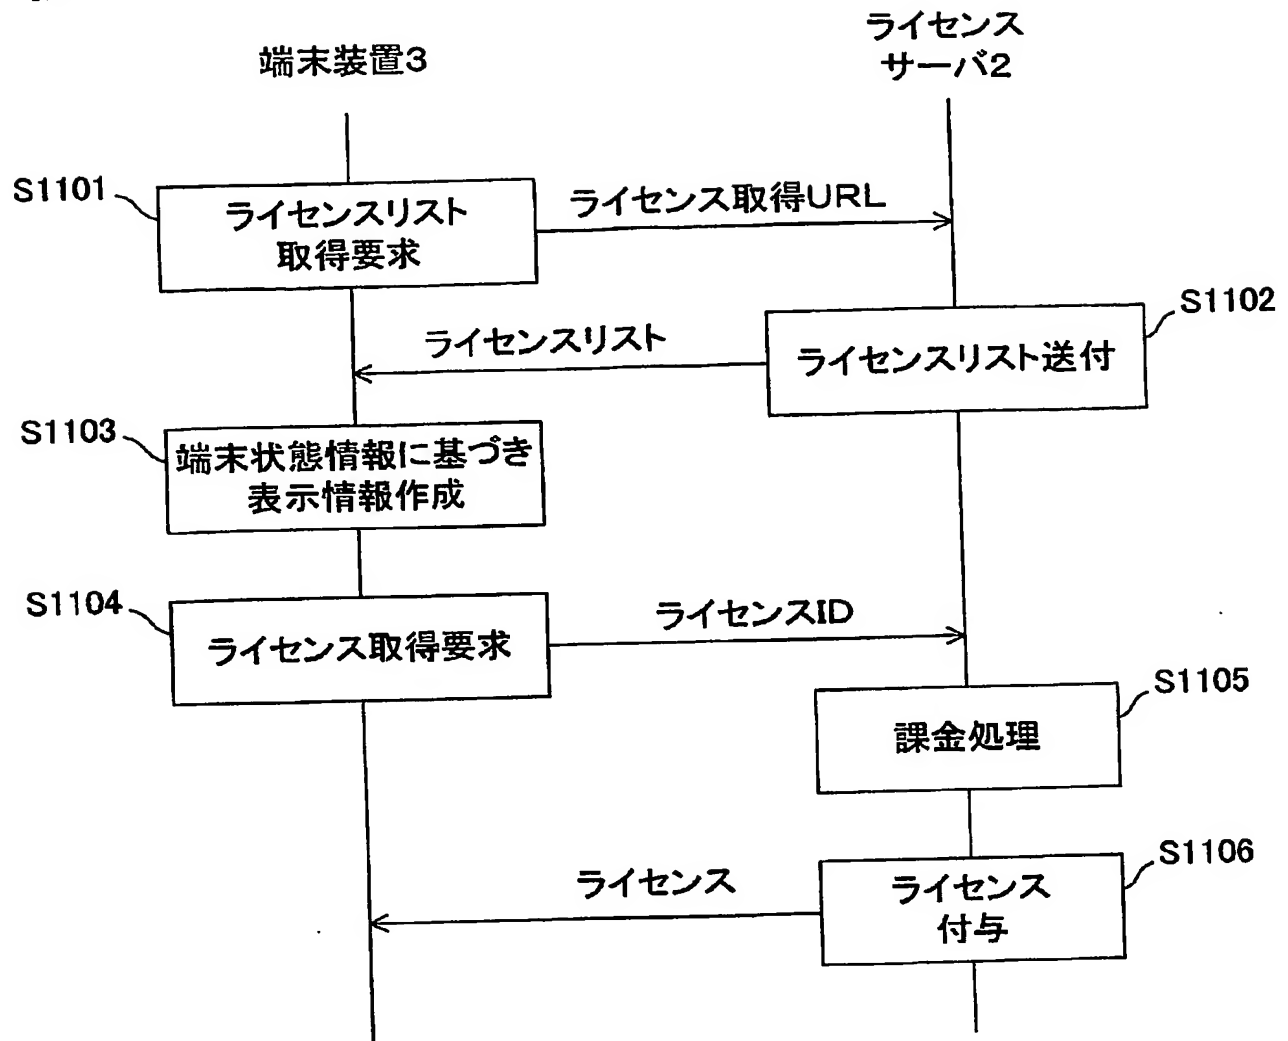 端末装置3
ライセンス
サーバ2
S1101
ライセンスリスト
取得要求
ライセンス取得URL
S1102
ライセンスリスト送付
ライセンスリスト
S1103
端末状態情報に基づき
表示情報作成
S1104
ライセンス取得要求
ライセンスID
S1105
課金処理
S1106
ライセンス
付与
ライセンス